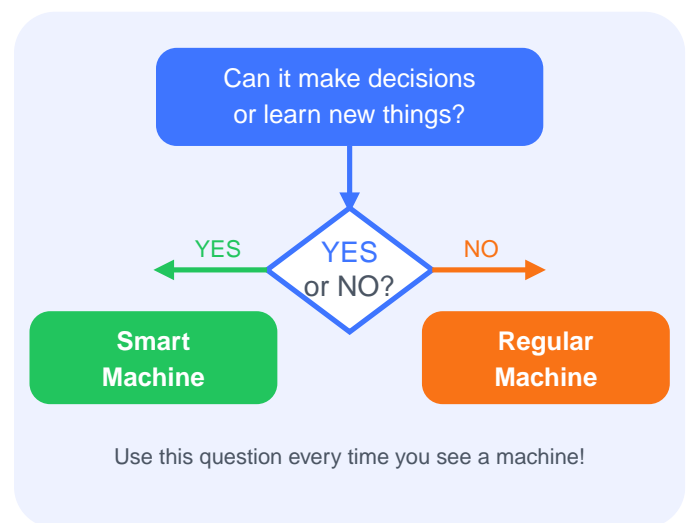 Can it make decisions
or learn new things?
YES
or NO?
YES
NO
Smart
Machine
Regular
Machine
Use this question every time you see a machine!